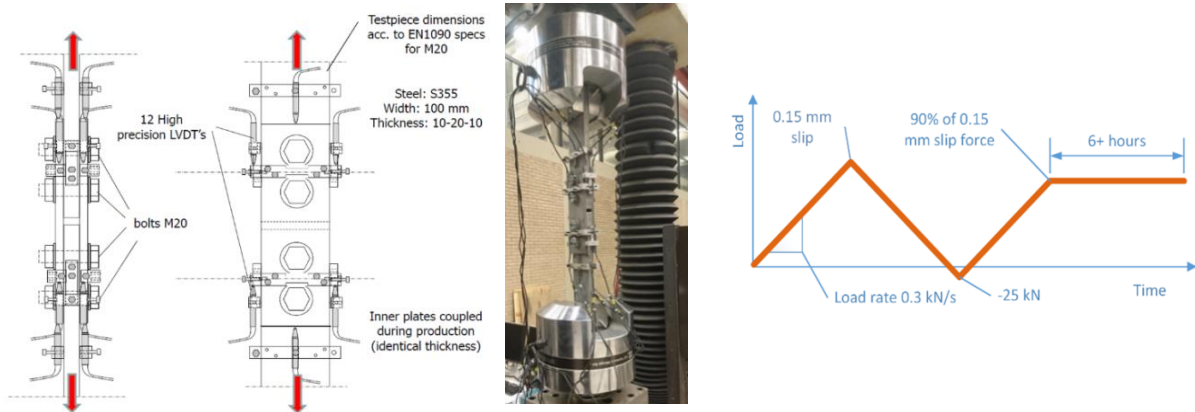 Testpiece dimensions
acc. to EN1090 specs
for M20
Steel: S355
Width: 100 mm
Thickness: 10-20-10
12 High
precision LVDT's
bolts M20
Inner plates coupled
during production
(identical thickness)
Load
0.15 mm
slip
90% of 0.15
mm slip force
6+ hours
Load rate 0.3 kN/s
-25 kN
Time